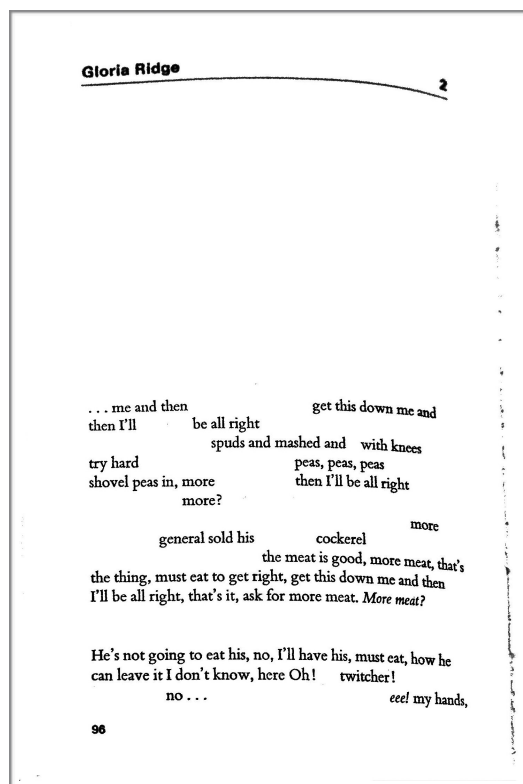 Gloria Ridge 2
. . . me and then get this down me and
then I'll be all right
spuds and mashed and with knees
try hard peas, peas, peas
shovel peas in, more then I'll be all right
more?
more
general sold his cockerel
the meat is good, more meat, that's
the thing, must eat to get right, get this down me and then
I'll be all right, that's it, ask for more meat. More meat?
He's not going to eat his, no, I'll have his, must eat, how he
can leave it I don't know, here Oh! twitcher!
no . . . eee! my hands,
96